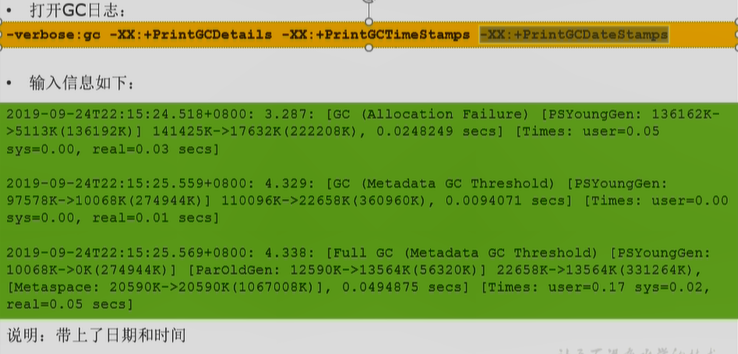 • 打开GC日志：
-verbose:gc -XX:+PrintGCDetails -XX:+PrintGCTimeStamps -XX:+PrintGCDateStamps
• 输入信息如下：
2019-09-24T22:15:24.518+0800: 3.287: [GC (Allocation Failure) [PSYoungGen: 136162K-
>5113K(136192K)] 141425K->17632K(222208K), 0.0248249 secs] [Times: user=0.05
sys=0.00, real=0.03 secs]
2019-09-24T22:15:25.559+0800: 4.329: [GC (Metadata GC Threshold) [PSYoungGen:
97578K->10068K(274944K)] 110096K->22658K(360960K), 0.0094071 secs] [Times: user=0.00
sys=0.00, real=0.01 secs]
2019-09-24T22:15:25.569+0800: 4.338: [Full GC (Metadata GC Threshold) [PSYoungGen:
10068K->0K(274944K)] [ParOldGen: 12590K->13564K(56320K)] 22658K->13564K(331264K),
[Metaspace: 20590K->20590K(1067008K)], 0.0494875 secs] [Times: user=0.17 sys=0.02,
real=0.05 secs]
说明：带上了日期和时间